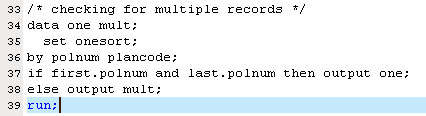 33 /* checking for multiple records */
34 data one mult;
35   set onesort;
36 by polnum plancode;
37 if first.polnum and last.polnum then output one;
38 else output mult;
39 run;